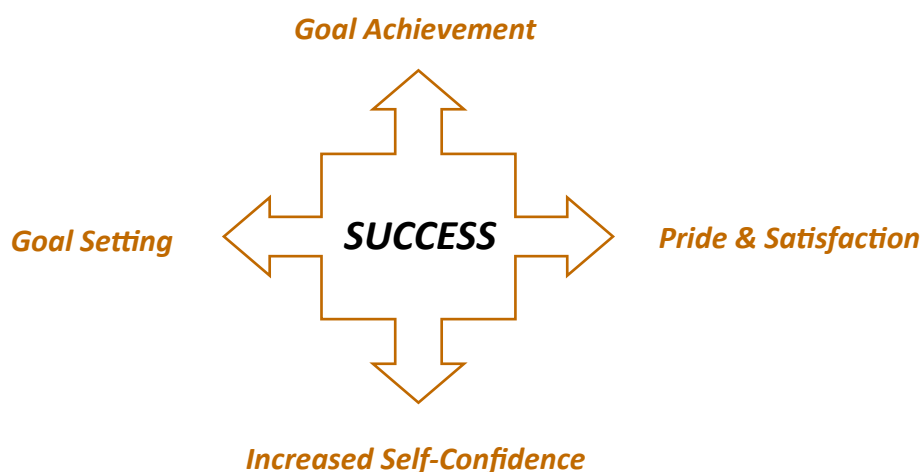 Goal Achievement
Goal Setting
SUCCESS
Pride & Satisfaction
Increased Self-Confidence